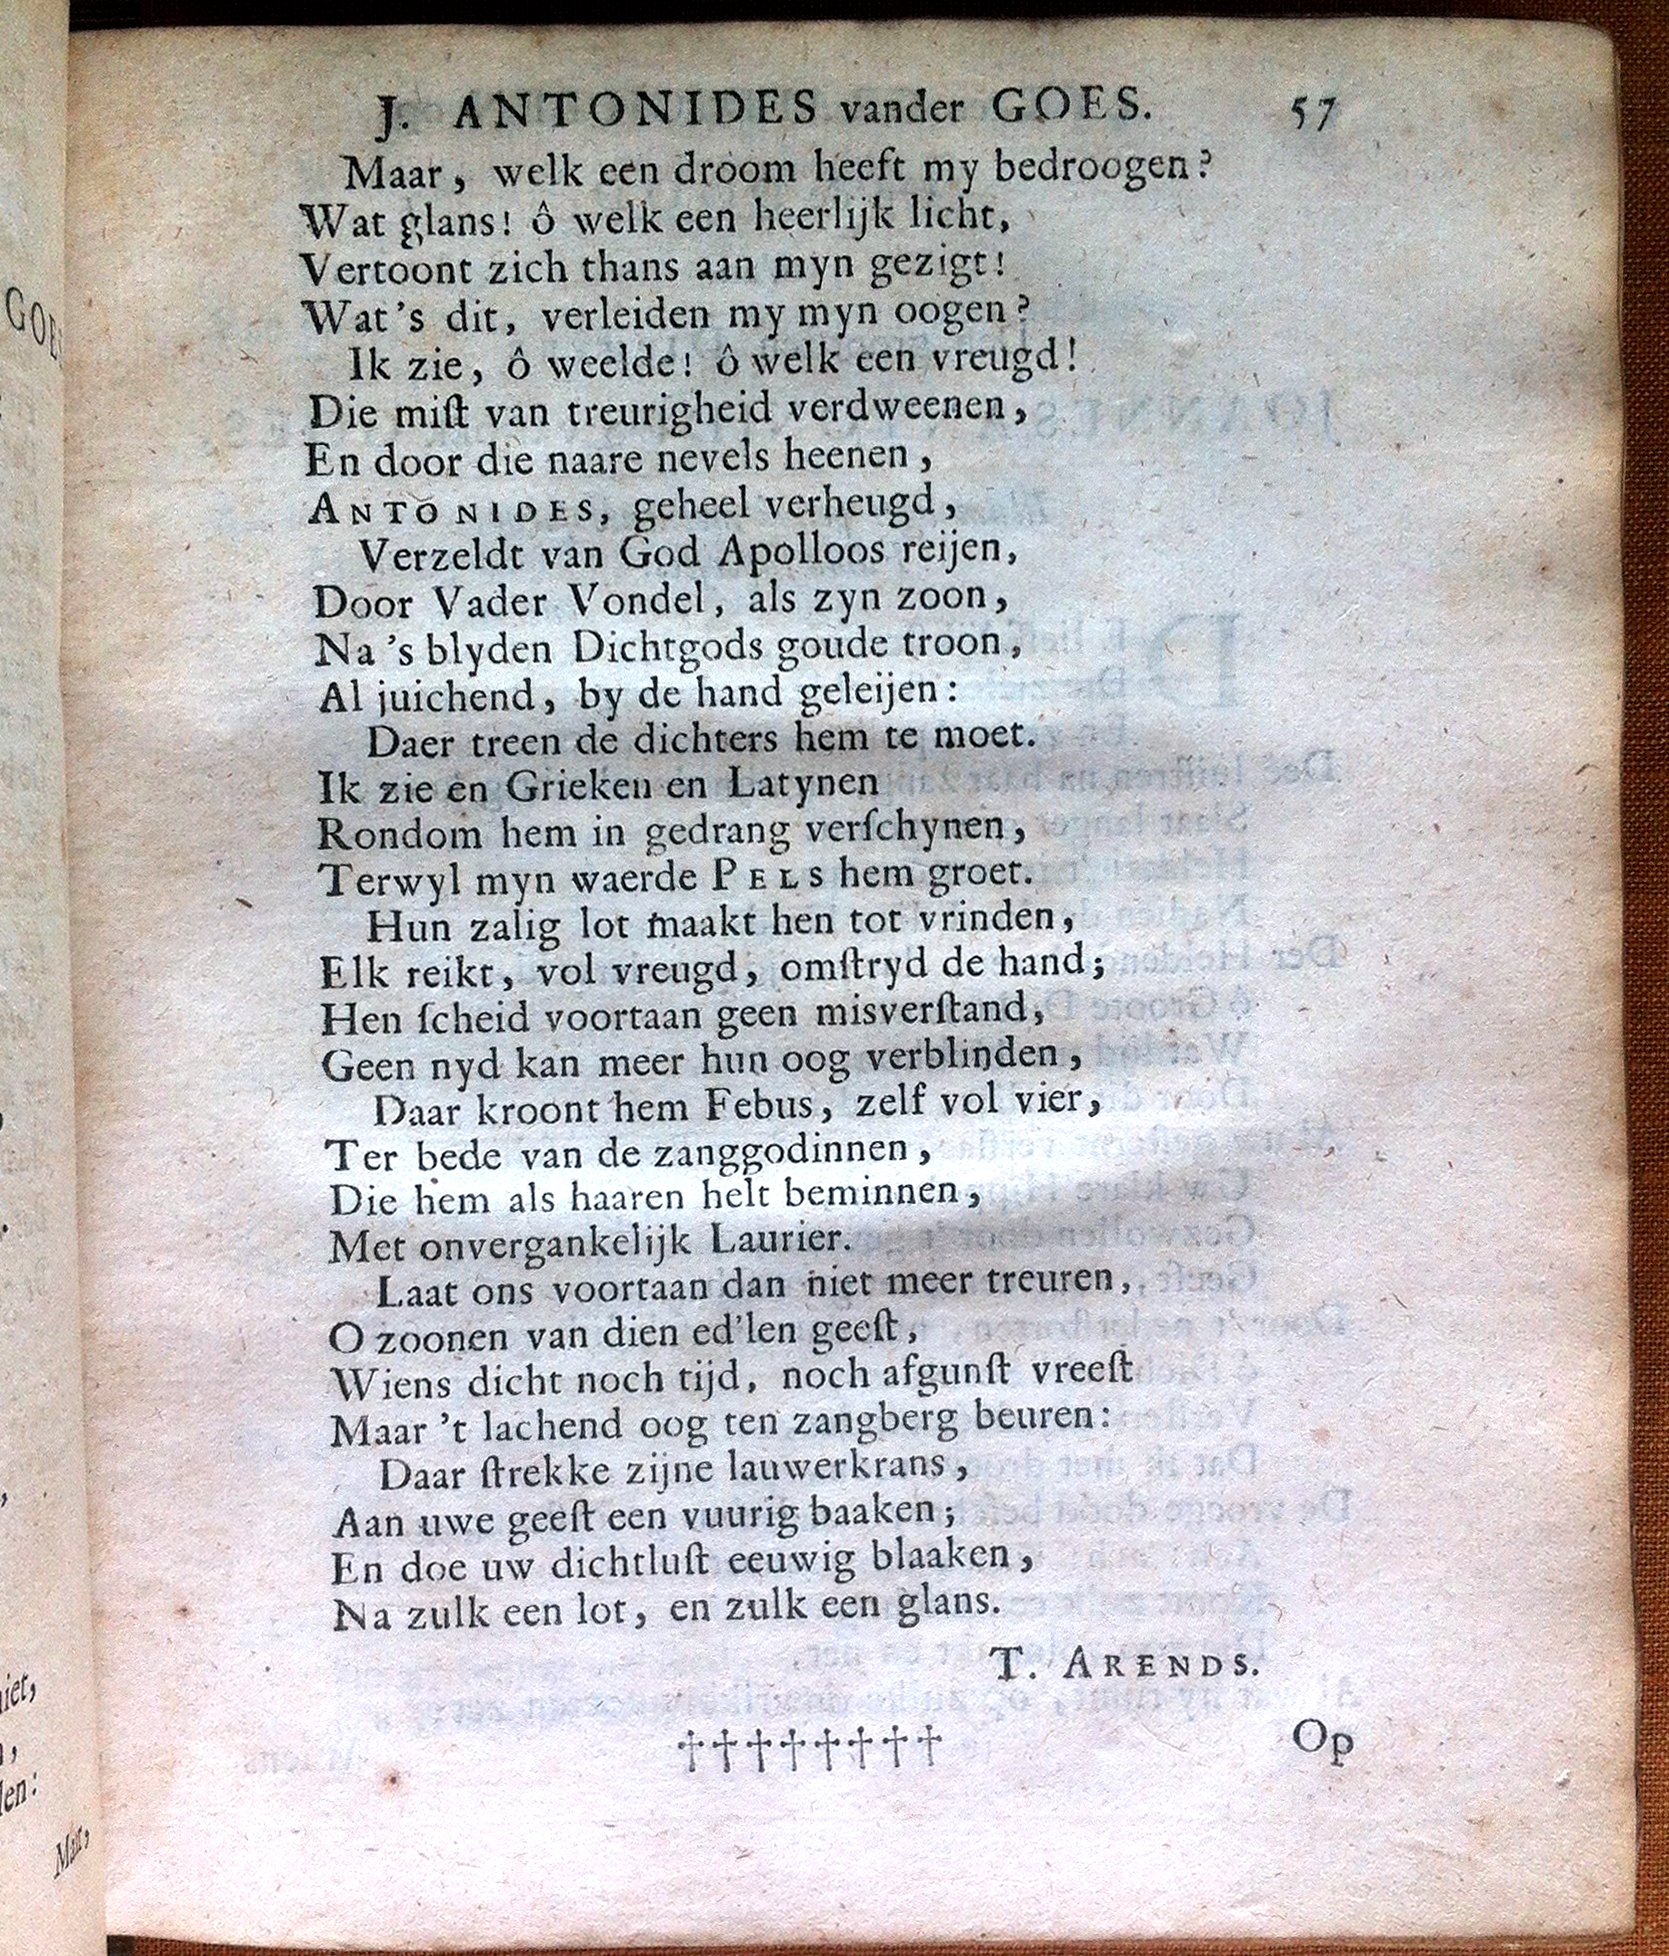 J. ANTONIDES vander GOES. 57
Maar, welk een droom heeft my bedroogen?
Wat glans! ô welk een heerlijk licht,
Vertoont zich thans aan myn gezigt!
Wat's dit, verleiden my myn oogen?
Ik zie, ô weelde! ô welk een vreugd!
Die miſt van treurigheid verdweenen,
En door die naare nevels heenen,
ANTONIDES, geheel verheugd,
Verzeldt van God Apolloos reijen,
Door Vader Vondel, als zyn zoon,
Na 's blyden Dichtgods goude troon,
Al juichend, by de hand geleijen:
Daer treen de dichters hem te moet.
Ik zie en Grieken en Latynen
Rondom hem in gedrang verſchynen,
Terwyl myn waerde PELS hem groet.
Hun zalig lot maakt hen tot vrinden,
Elk reikt, vol vreugd, omſtryd de hand;
Hen ſcheid voortaan geen misverſtand,
Geen nyd kan meer hun oog verblinden,
Daar kroont hem Febus, zelf vol vier,
Ter bede van de zanggodinnen,
Die hem als haaren helt beminnen,
Met onvergankelijk Laurier.
Laat ons voortaan dan niet meer treuren,
O zoonen van dien ed'len geeſt,
Wiens dicht noch tijd, noch afgunſt vreeſt
Maar 't lachend oog ten zangberg beuren:
Daar ſtrekke zijne lauwerkrans,
Aan uwe geeſt een vuurig baaken;
En doe uw dichtluſt eeuwig blaaken,
Na zulk een lot, en zulk een glans.
T. ARENDS.
††††††††
Op
GOES
niet,
len:
Maar,